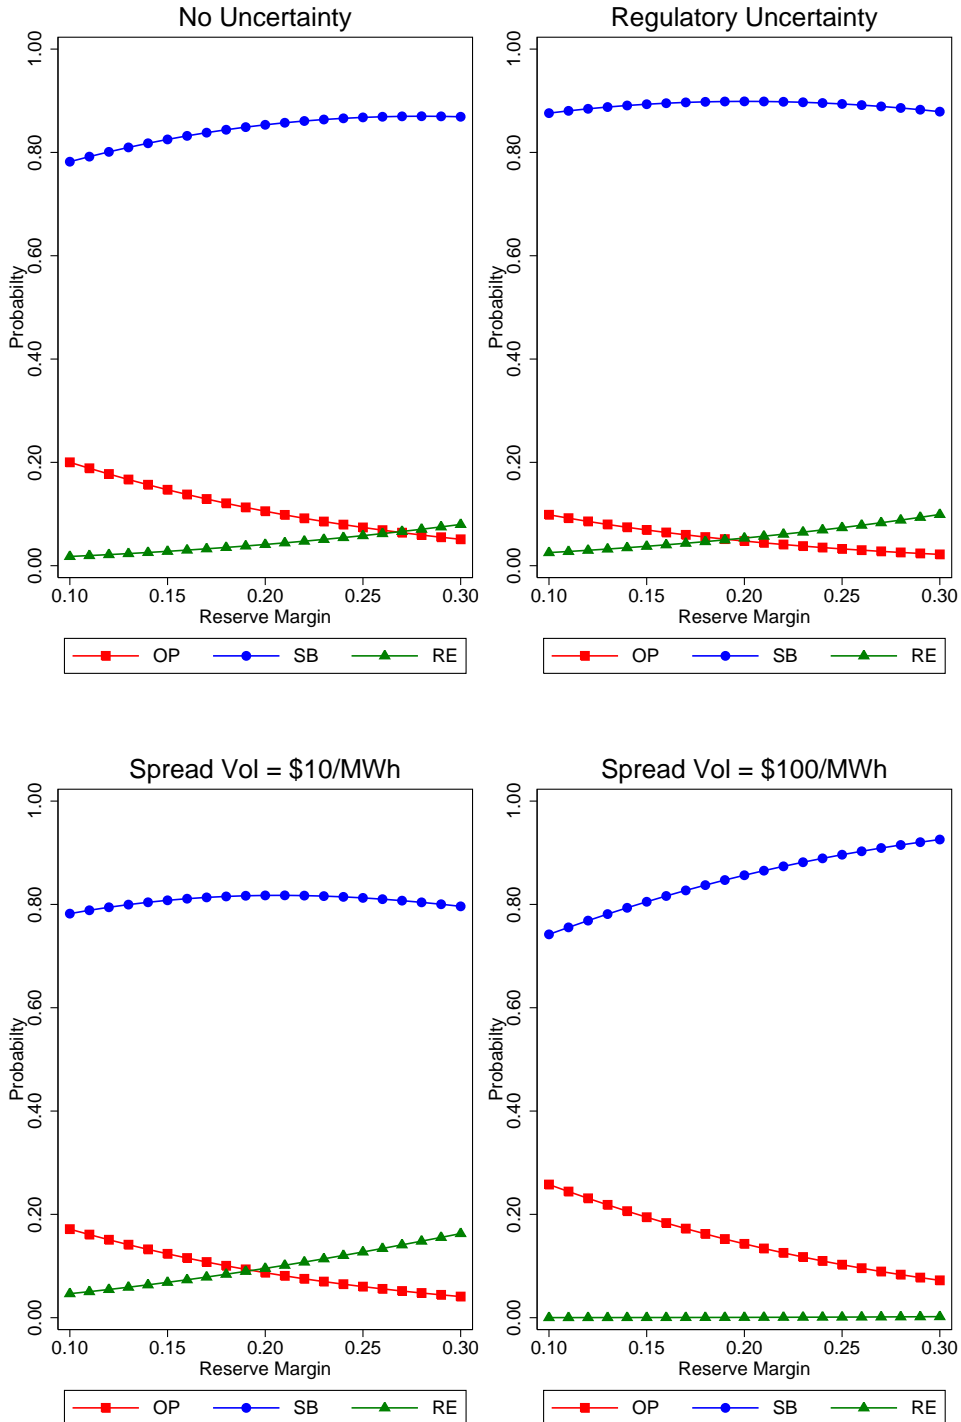 No Uncertainty
Regulatory Uncertainty
1.00
0.80
0.60
0.40
0.20
0.00
Probabilty
0.10 0.15 0.20 0.25 0.30
Reserve Margin
OP SB RE
1.00
0.80
0.60
0.40
0.20
0.00
Probabilty
0.10 0.15 0.20 0.25 0.30
Reserve Margin
OP SB RE
Spread Vol = $10/MWh
Spread Vol = $100/MWh
1.00
0.80
0.60
0.40
0.20
0.00
Probabilty
0.10 0.15 0.20 0.25 0.30
Reserve Margin
OP SB RE
1.00
0.80
0.60
0.40
0.20
0.00
Probabilty
0.10 0.15 0.20 0.25 0.30
Reserve Margin
OP SB RE